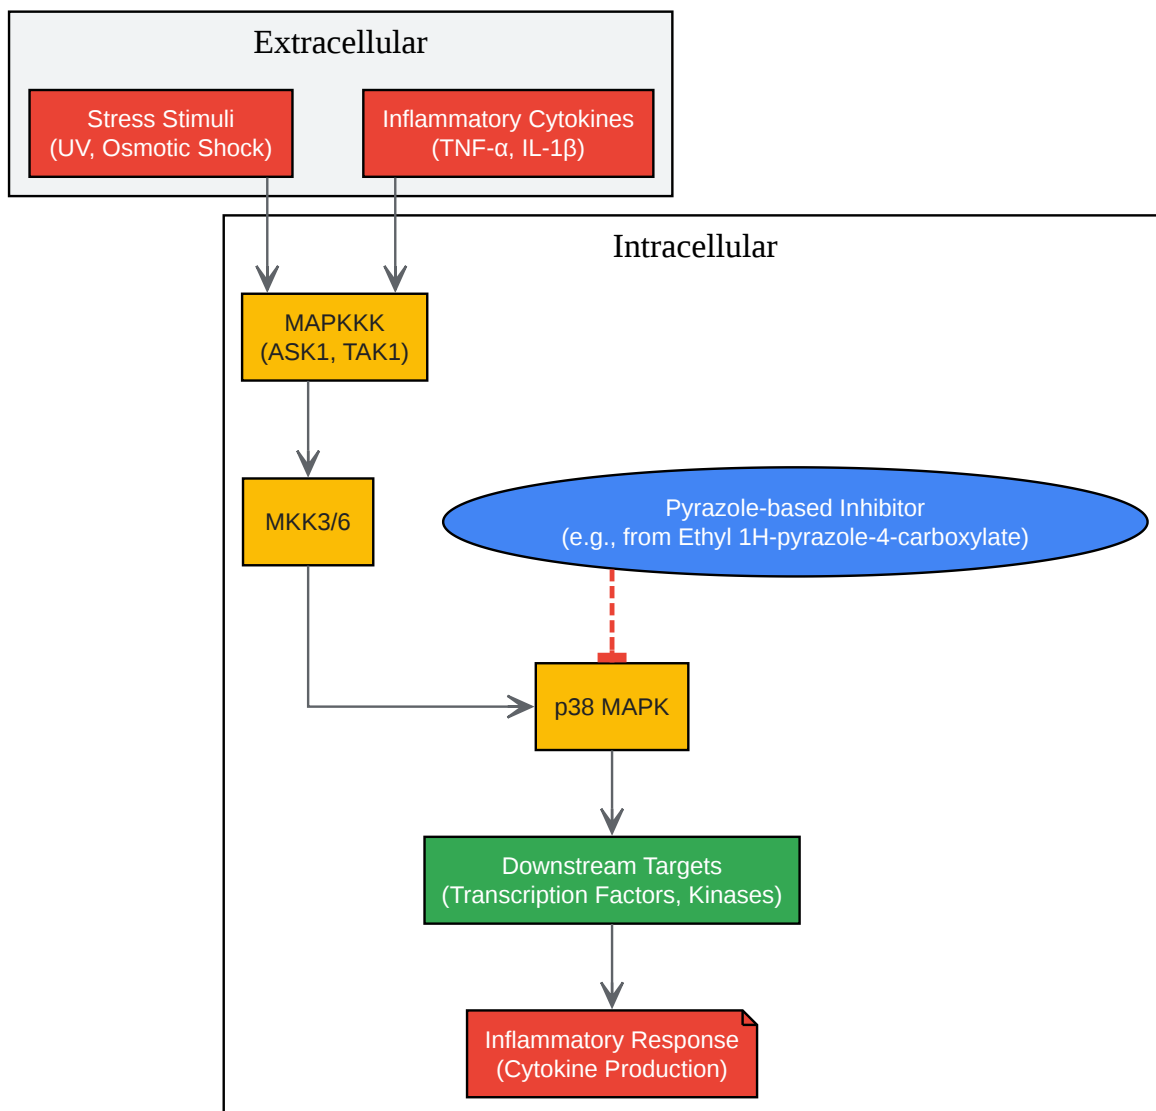 Extracellular
Stress Stimuli
(UV, Osmotic Shock)
Inflammatory Cytokines
(TNF-α, IL-1β)
Intracellular
MAPKKK
(ASK1, TAK1)
MKK3/6
Pyrazole-based Inhibitor
(e.g., from Ethyl 1H-pyrazole-4-carboxylate)
p38 MAPK
Downstream Targets
(Transcription Factors, Kinases)
Inflammatory Response
(Cytokine Production)